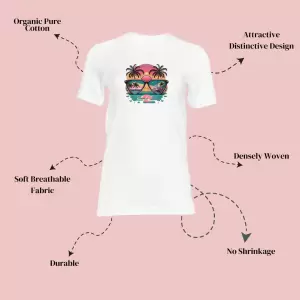 Organic Pure
Cotton
Attractive
Distinctive Design
Densely Woven
Soft Breathable
Fabric
No Shrinkage
Durable